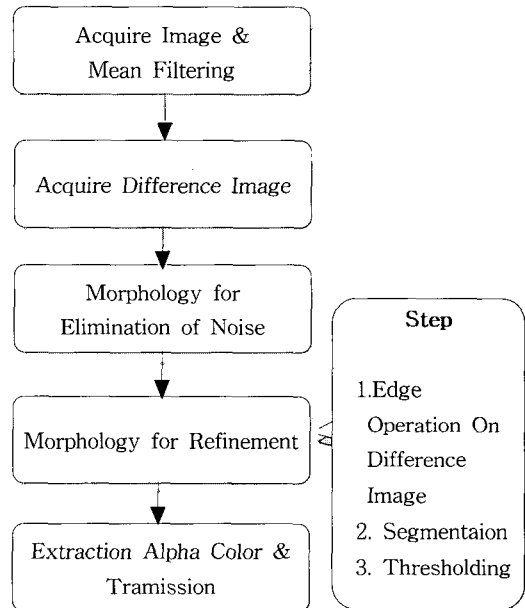 Acquire Image &
Mean Filtering
Acquire Difference Image
Morphology for
Elimination of Noise
Morphology for Refinement
Extraction Alpha Color &
Tramission
Step
1.Edge
Operation On
Difference
Image
2. Segmentaion
3. Thresholding